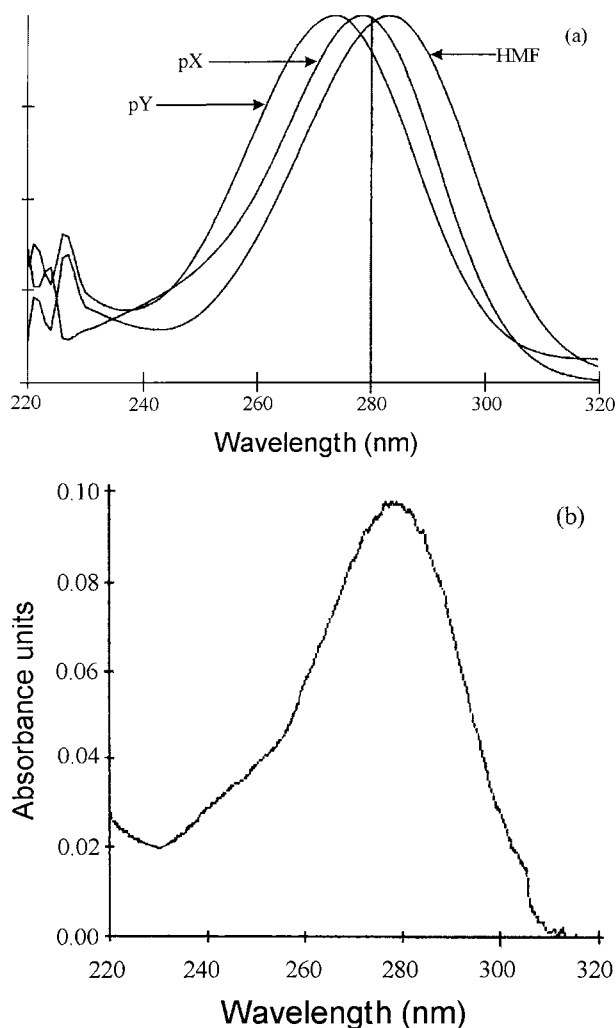 (a)
pX
HMF
pY
220 240 260 280 300 320
Wavelength (nm)
(b)
0.10
0.08
0.06
0.04
0.02
0.00
Absorbance units
220 240 260 280 300 320
Wavelength (nm)